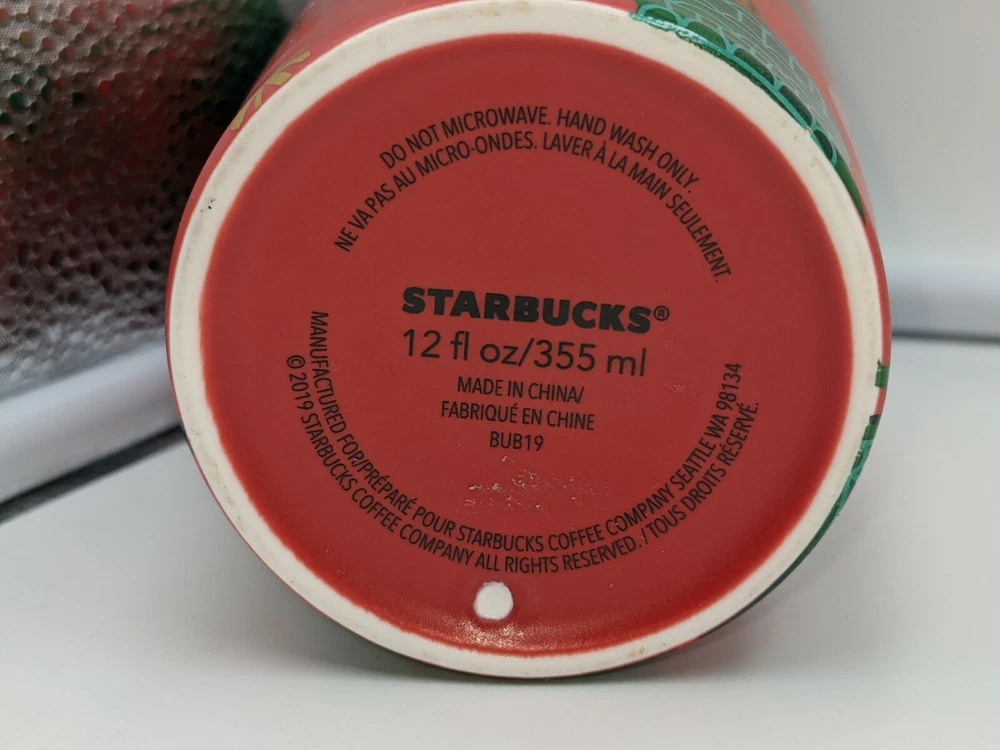 DO NOT MICROWAVE. HAND WASH ONLY.
NE VA PAS AU MICRO-ONDES. LAVER À LA MAIN SEULEMENT.
STARBUCKS®
12 fl oz/355 ml
MADE IN CHINA/
FABRIQUÉ EN CHINE
BUB19
MANUFACTURED FOR/PRÉPARÉ POUR STARBUCKS COFFEE COMPANY SEATTLE WA 98134
© 2019 STARBUCKS COFFEE COMPANY ALL RIGHTS RESERVED. / TOUS DROITS RÉSERVÉ.